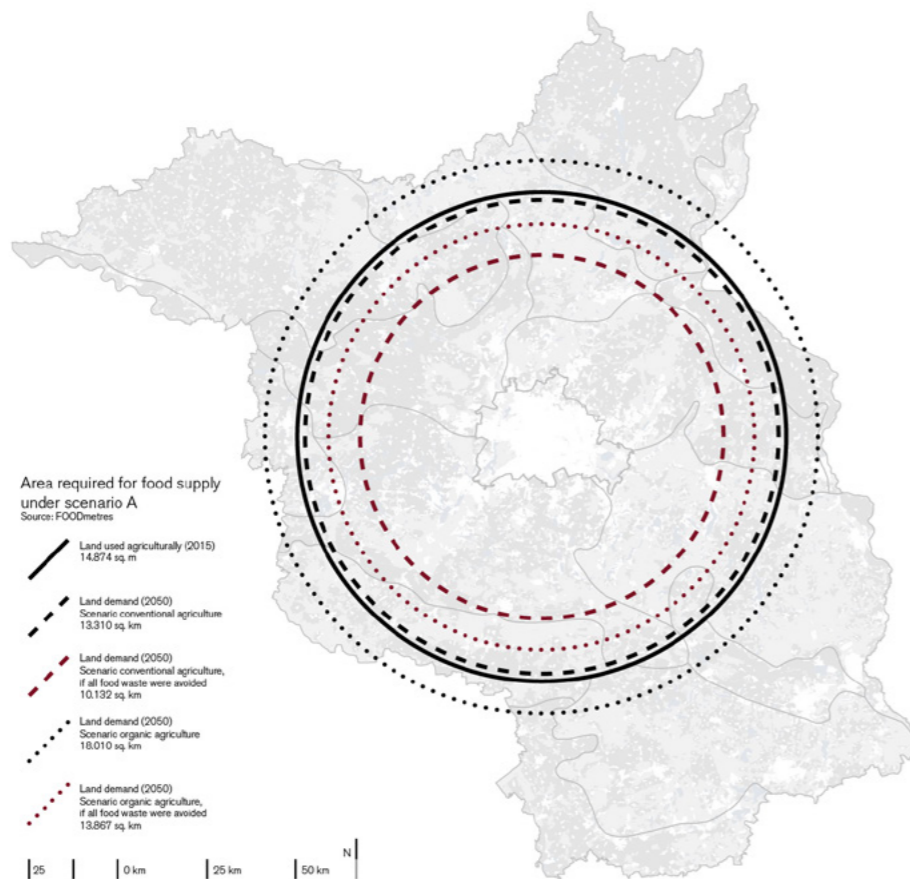 Area required for food supply
under scenario A
Source: FOODmetres
Land used agriculturally (2015)
14.874 sq. m
Land demand (2050)
Scenario conventional agriculture
13.310 sq. km
Land demand (2050)
Scenario conventional agriculture,
if all food waste were avoided
10.132 sq. km
Land demand (2050)
Scenario organic agriculture
18.010 sq. km
Land demand (2050)
Scenario organic agriculture,
if all food waste were avoided
13.867 sq. km
25 0 km 25 km 50 km N